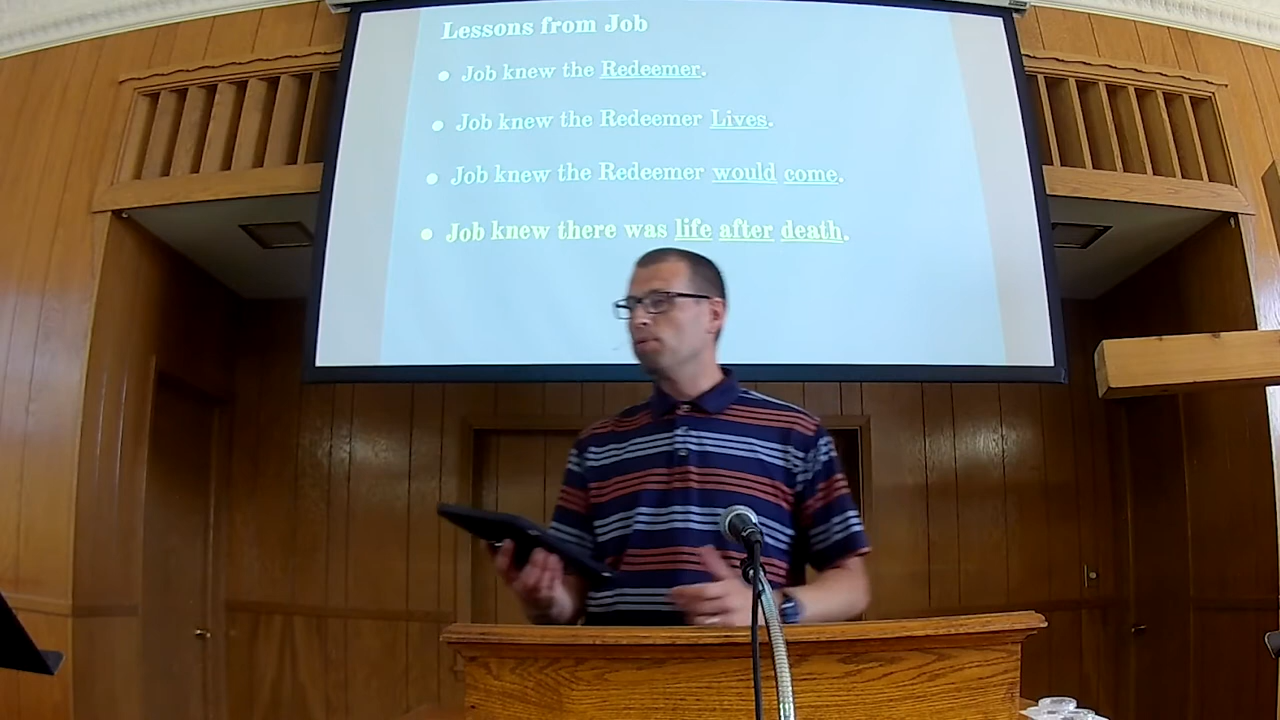 Lessons from Job
• Job knew the Redeemer.
• Job knew the Redeemer Lives.
• Job knew the Redeemer would come.
• Job knew there was life after death.